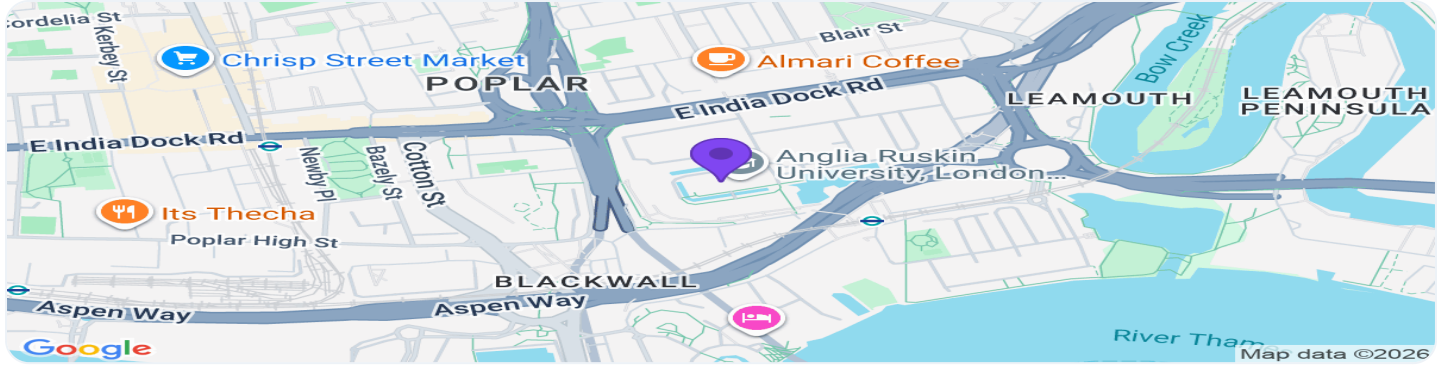 Cordelia St
Kerbey St
Chrisp Street Market
POPLAR
Blair St
Almari Coffee
E India Dock Rd
Bow Creek
LEAMOUTH
LEAMOUTH
PENINSULA
E India Dock Rd
Newby Pl
Bazely St
Cotton St
Anglia Ruskin
University, London...
Its Thecha
Poplar High St
BLACKWALL
Aspen Way
Aspen Way
River Tham
Google
Map data ©2026